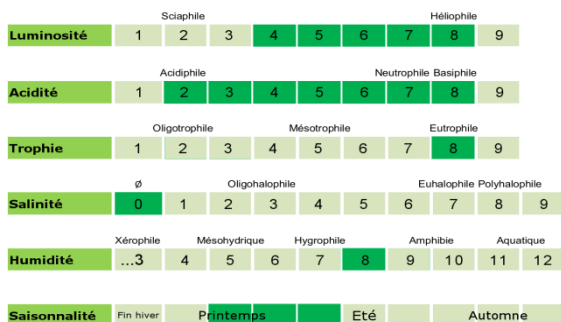 Sciaphile Héliophile
Luminosité 1 2 3 4 5 6 7 8 9
Acidiphile Neutrophile Basiphile
Acidité 1 2 3 4 5 6 7 8 9
Oligotrophile Mésotrophile Eutrophile
Trophie 1 2 3 4 5 6 7 8 9
Ø Oligohalophile Euhalophile Polyhalophile
Salinité 0 1 2 3 4 5 6 7 8 9
Xérophile Mésohydrique Hygrophile Amphibie Aquatique
Humidité ...3 4 5 6 7 8 9 10 11 12
Saisonnalité Fin hiver Printemps Eté Automne